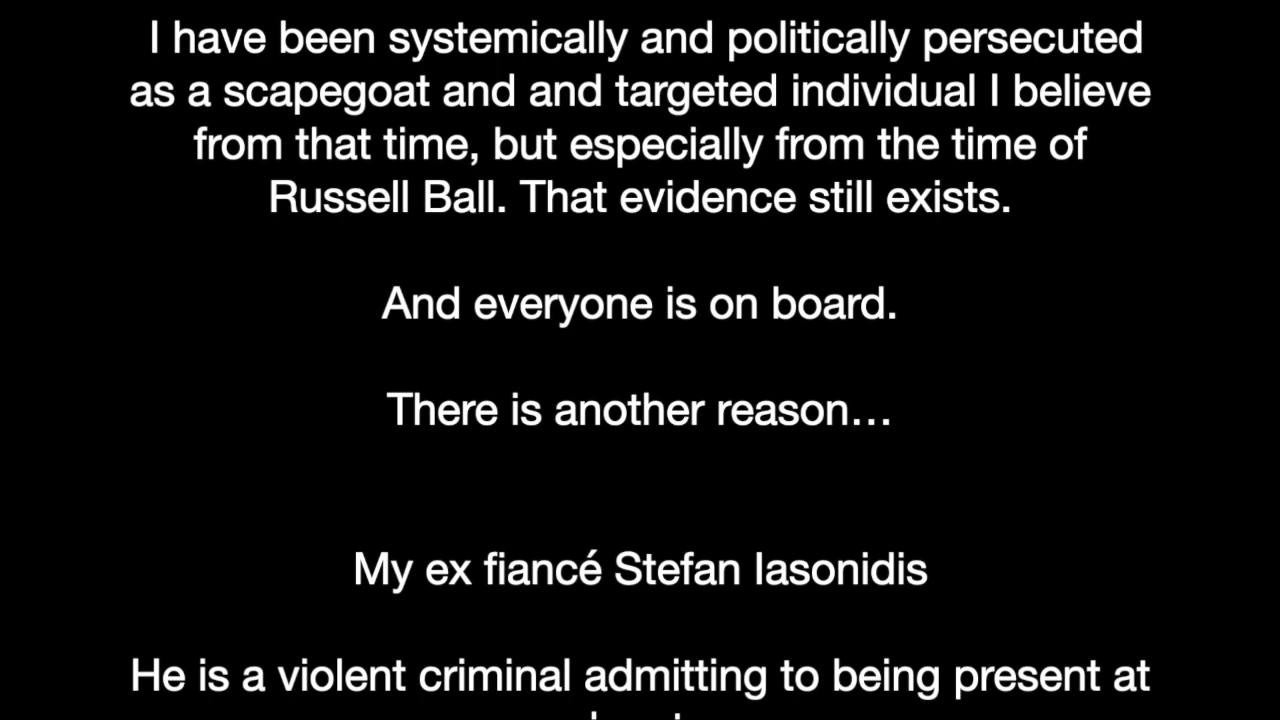 I have been systemically and politically persecuted
as a scapegoat and and targeted individual I believe
from that time, but especially from the time of
Russell Ball. That evidence still exists.
And everyone is on board.
There is another reason…
My ex fiancé Stefan Iasonidis
He is a violent criminal admitting to being present at